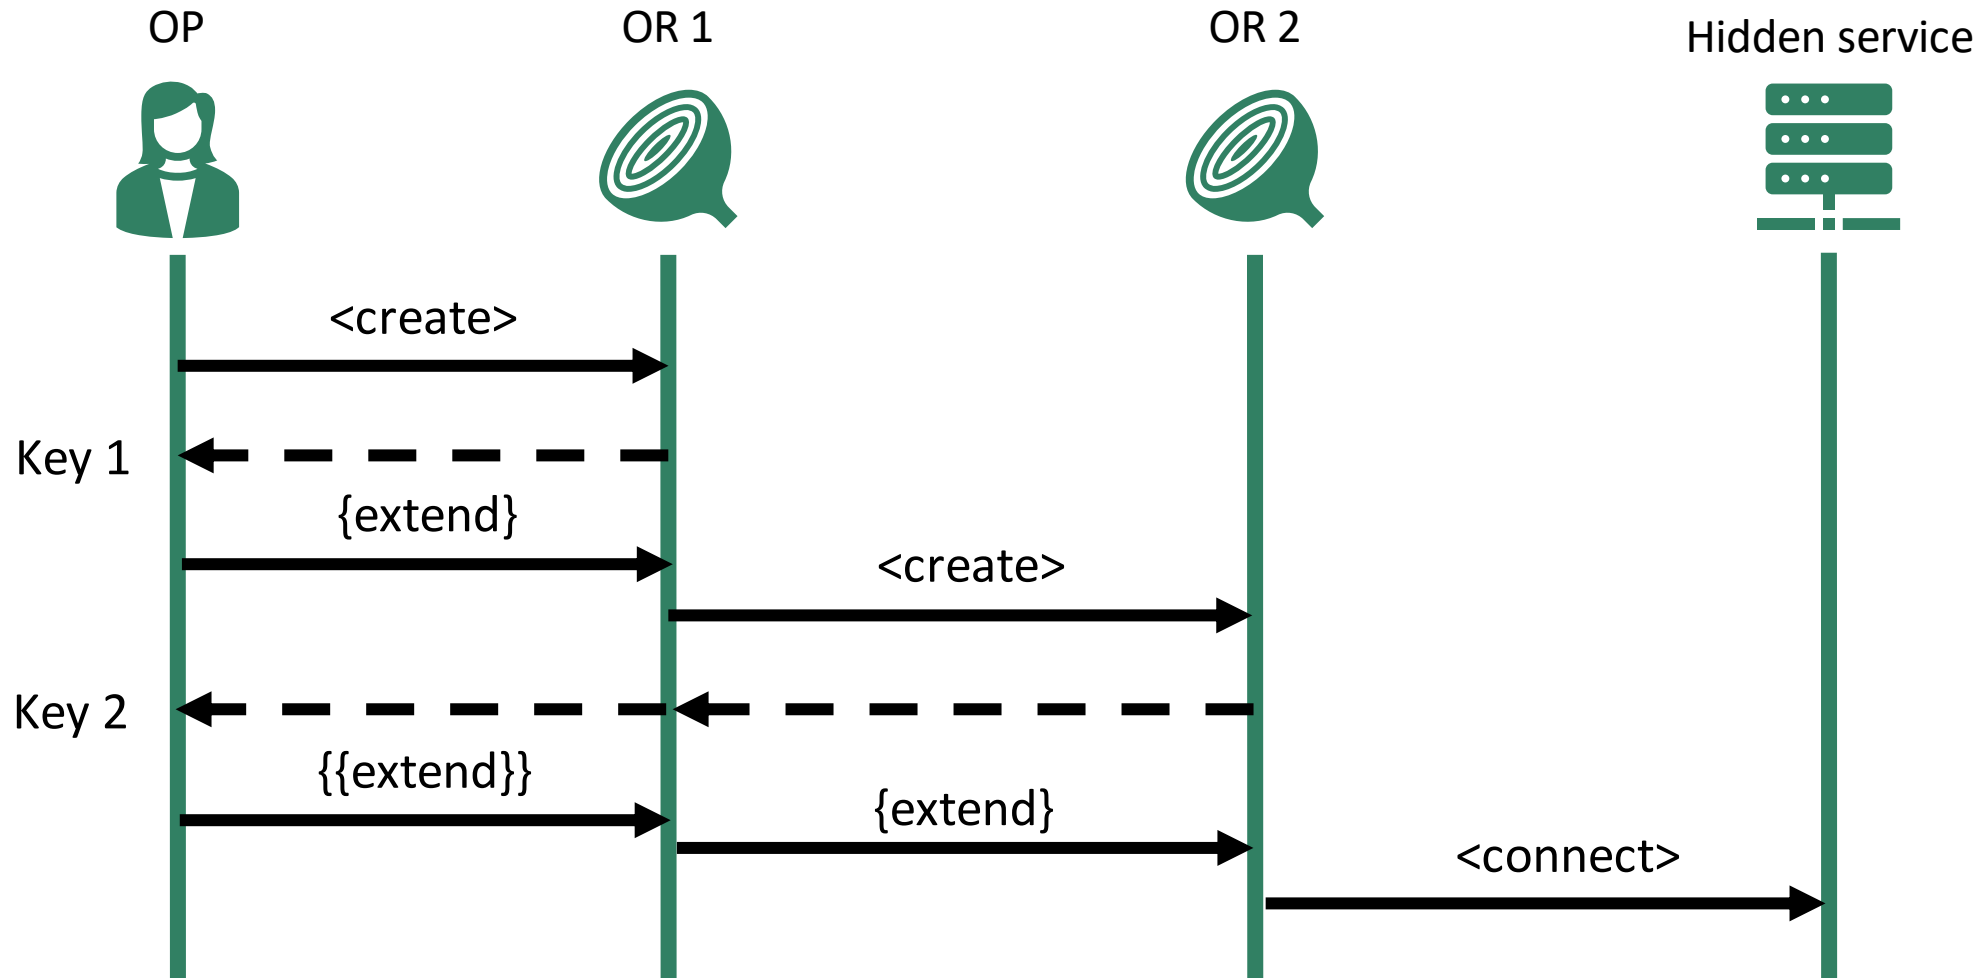 OP
OR 1
OR 2
Hidden service
<create>
Key 1
{extend}
<create>
Key 2
{{extend}}
{extend}
<connect>